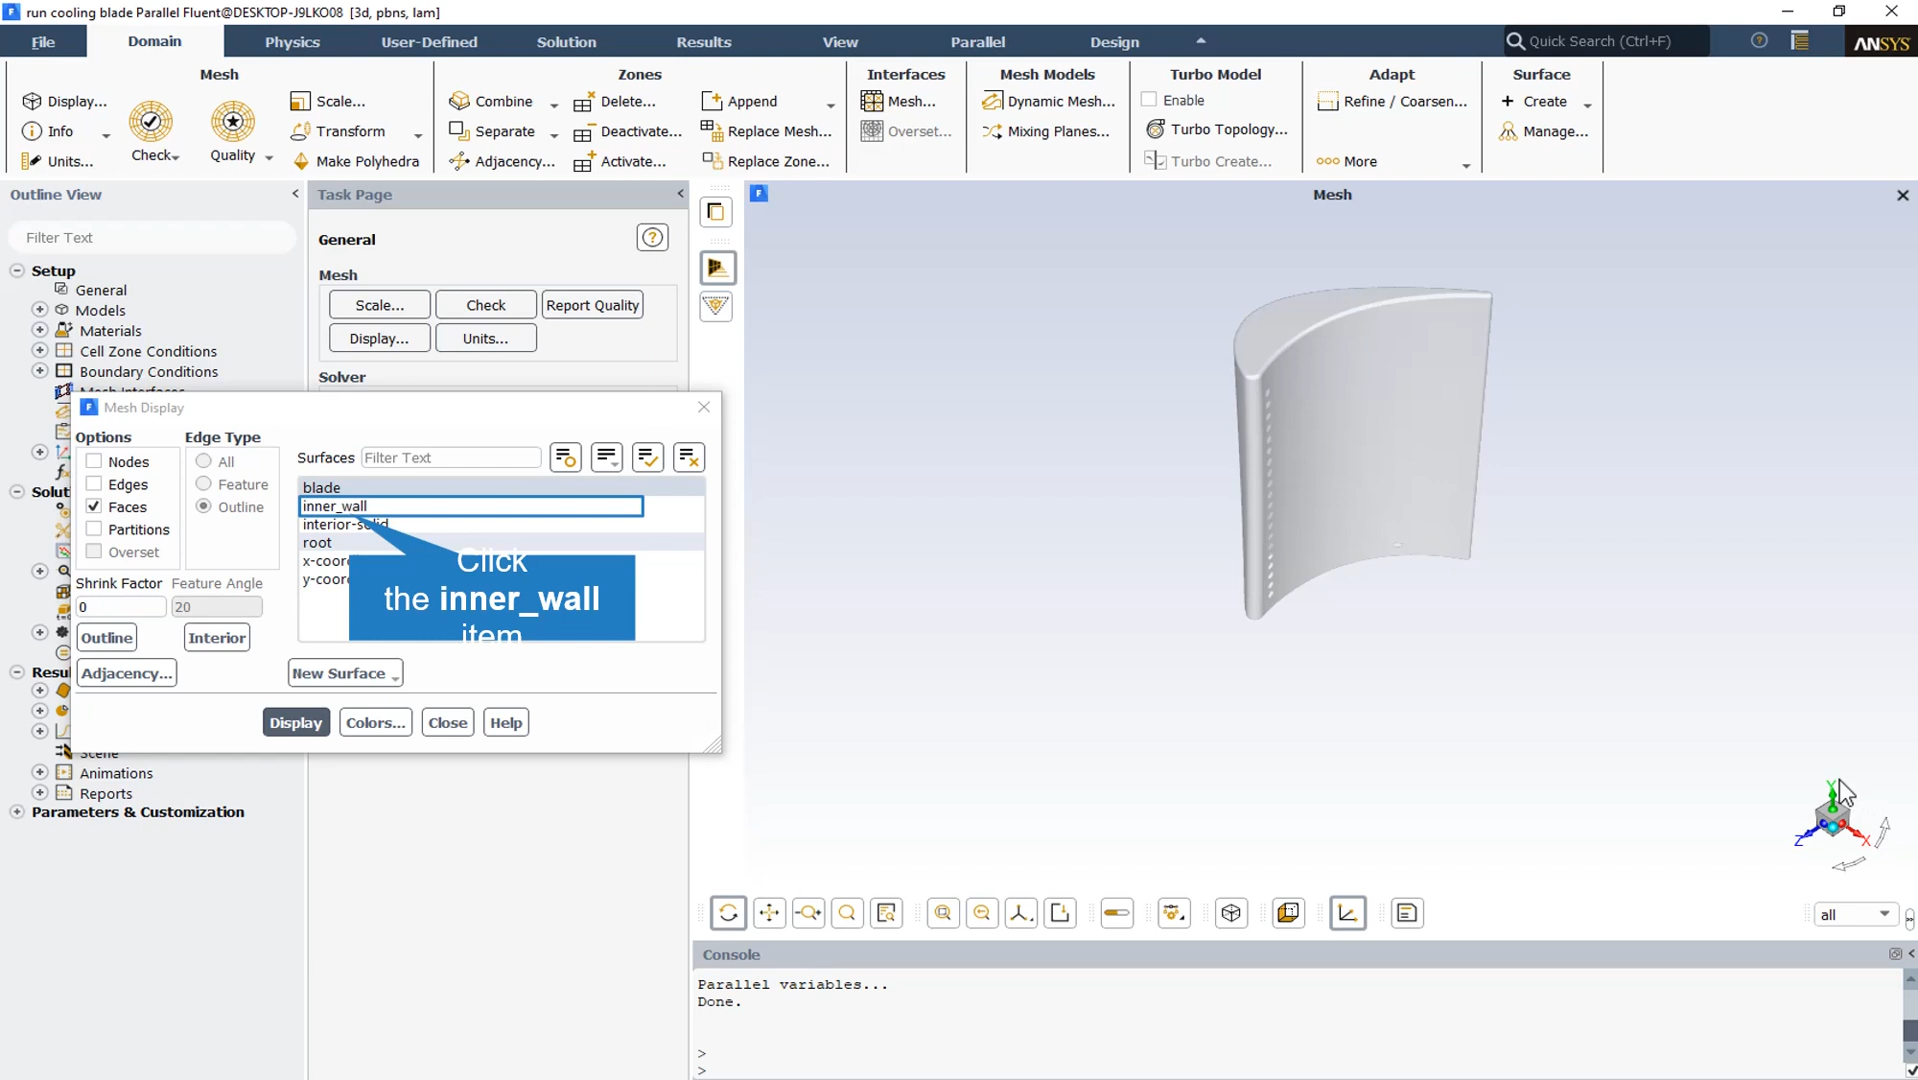 run cooling blade Parallel Fluent@DESKTOP-J9LKO08 [3d, pbns, lam]
File Domain Physics User-Defined Solution Results View Parallel Design Quick Search (Ctrl+F) ANSYS
Mesh Zones Interfaces Mesh Models Turbo Model Adapt Surface
Display... Scale... Combine Delete... Append Mesh... Dynamic Mesh... Enable Refine / Coarsen... Create
Info Transform Separate Deactivate... Replace Mesh... Overset... Mixing Planes... Turbo Topology... Manage...
Units... Check Quality Make Polyhedra Adjacency... Activate... Replace Zone... Turbo Create... More
Outline View Task Page Mesh
Filter Text
General
Setup
General
Models
Materials
Cell Zone Conditions
Boundary Conditions
Mesh
Scale... Check Report Quality
Display... Units...
Solver
Mesh Display
Options Edge Type
Nodes All
Edges Feature
Faces Outline
Partitions
Overset
Surfaces Filter Text
blade
inner_wall
interior-solid
root
x-coor
y-coor
Click
the inner_wall
item
Shrink Factor Feature Angle
0 20
Outline Interior
Adjacency... New Surface
Display Colors... Close Help
Solut
Resu
Scene
Animations
Reports
Parameters & Customization
Y
Z X
all
Console
Parallel variables...
Done.
>
>